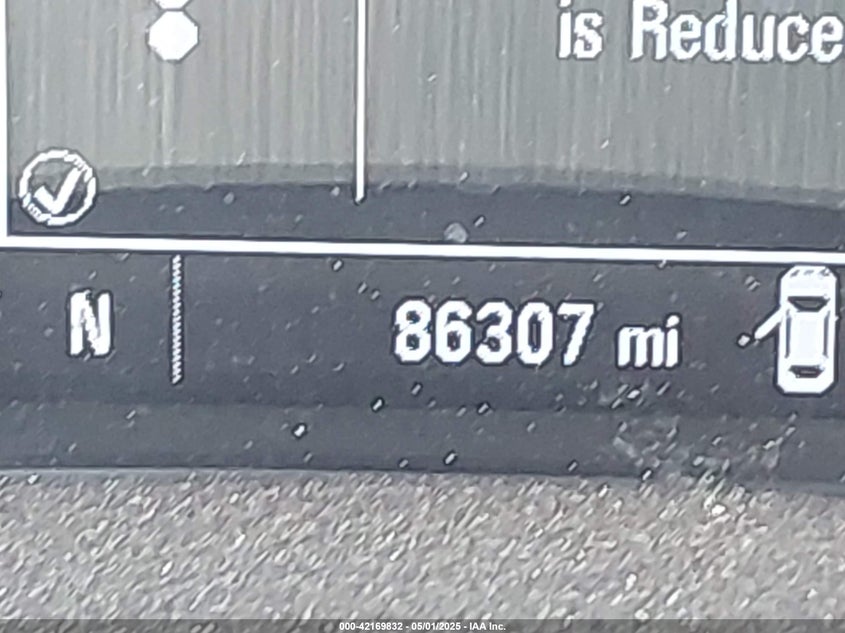 is Reduce
N 86307 mi
000-42169832 - 05/01/2025 - IAA Inc.